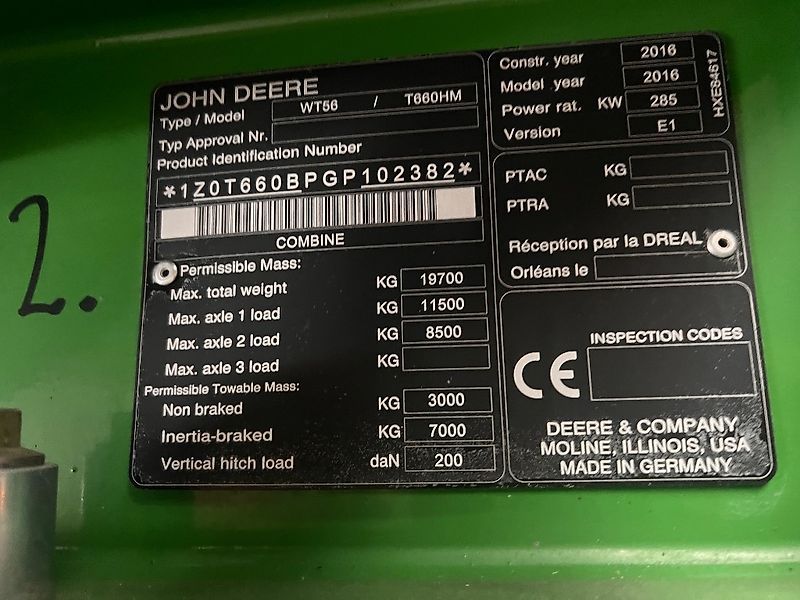 JOHN DEERE
Type / Model WT56 / T660HM
Typ Approval Nr.
Product Identification Number
*1Z0T660BPGP102382*
COMBINE
Permissible Mass:
Max. total weight KG 19700
Max. axle 1 load KG 11500
Max. axle 2 load KG 8500
Max. axle 3 load KG
Permissible Towable Mass:
Non braked KG 3000
Inertia-braked KG 7000
Vertical hitch load daN 200
Constr. year 2016
Model year 2016
Power rat. KW 285
Version E1
HXE84617
PTAC KG
PTRA KG
Réception par la DREAL
Orléans le
INSPECTION CODES
CE
DEERE & COMPANY
MOLINE, ILLINOIS, USA
MADE IN GERMANY
2.